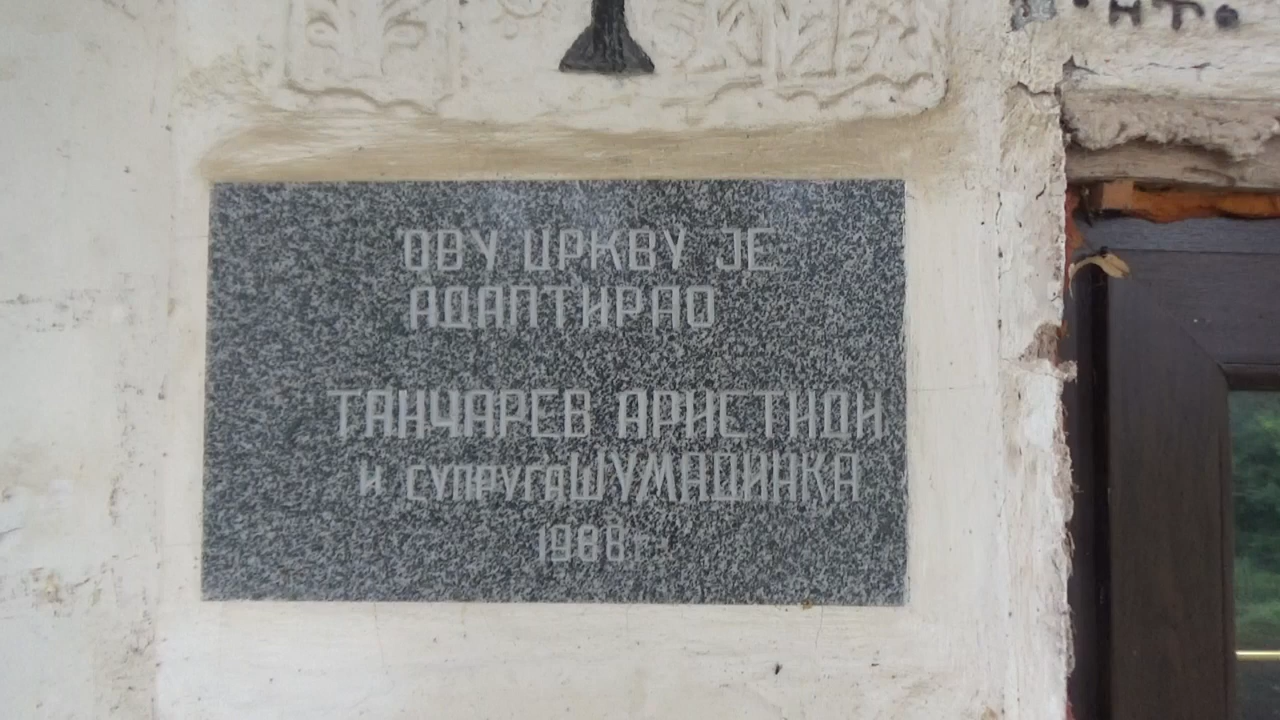 ОВУ ЦРКВУ ЈЕ
АДАПТИРАО
ТАНЧАРЕВ АРИСТИДИ
и супруга ШУМАДИНКА
1988 г.